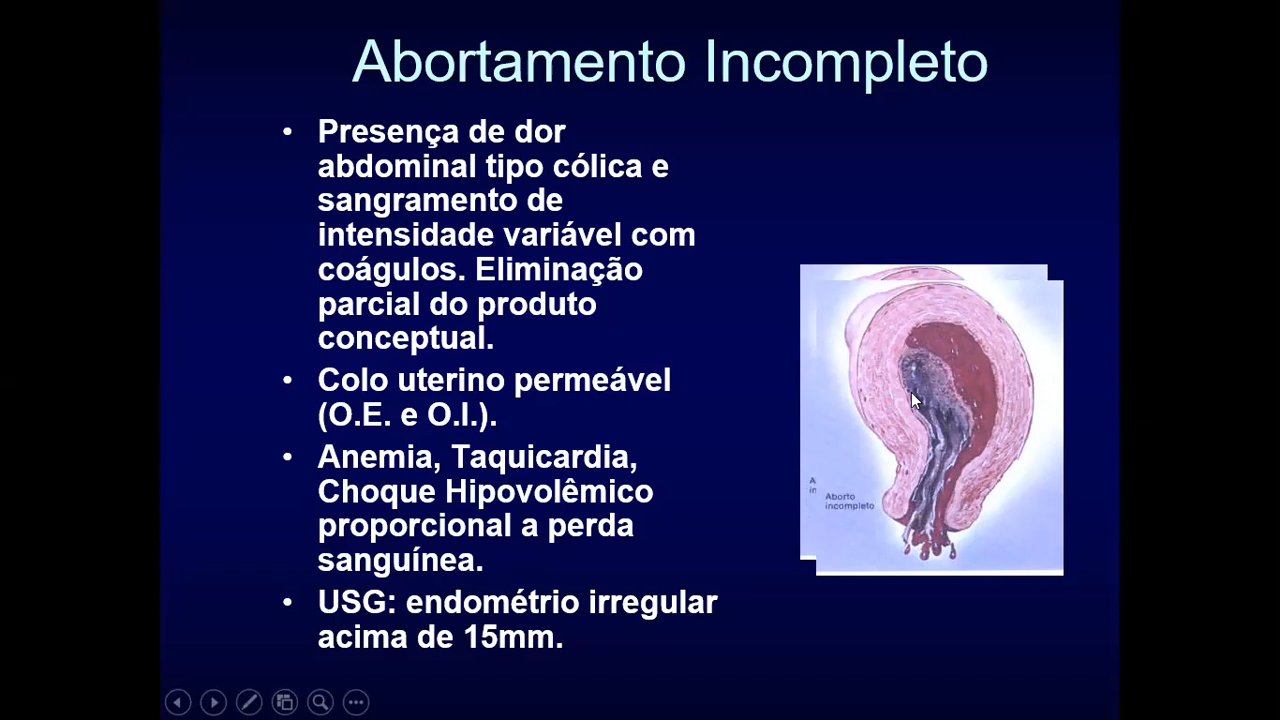 Abortamento Incompleto
• Presença de dor
abdominal tipo cólica e
sangramento de
intensidade variável com
coágulos. Eliminação
parcial do produto
conceptual.
• Colo uterino permeável
(O.E. e O.I.).
• Anemia, Taquicardia,
Choque Hipovolêmico
proporcional a perda
sanguínea.
• USG: endométrio irregular
acima de 15mm.
A
in
Aborto
incompleto